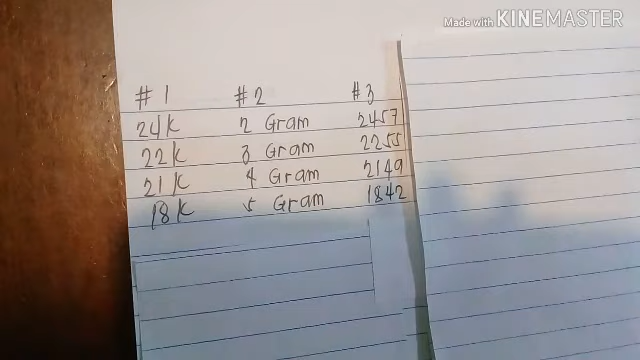 Made with KINEMASTER
# 1 # 2 # 3
24K 2 Gram 2457
22K 3 Gram 2255
21K 4 Gram 2149
18K 5 Gram 1842